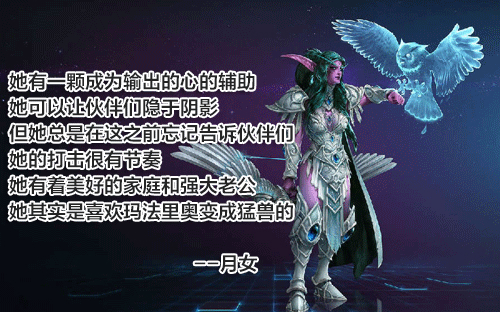 她有一颗成为输出的心的辅助
她可以让伙伴们隐于阴影
但她总是在这之前忘记告诉伙伴们
她的打击很有节奏
她有着美好的家庭和强大老公
她其实是喜欢玛法里奥变成猛兽的
--月女